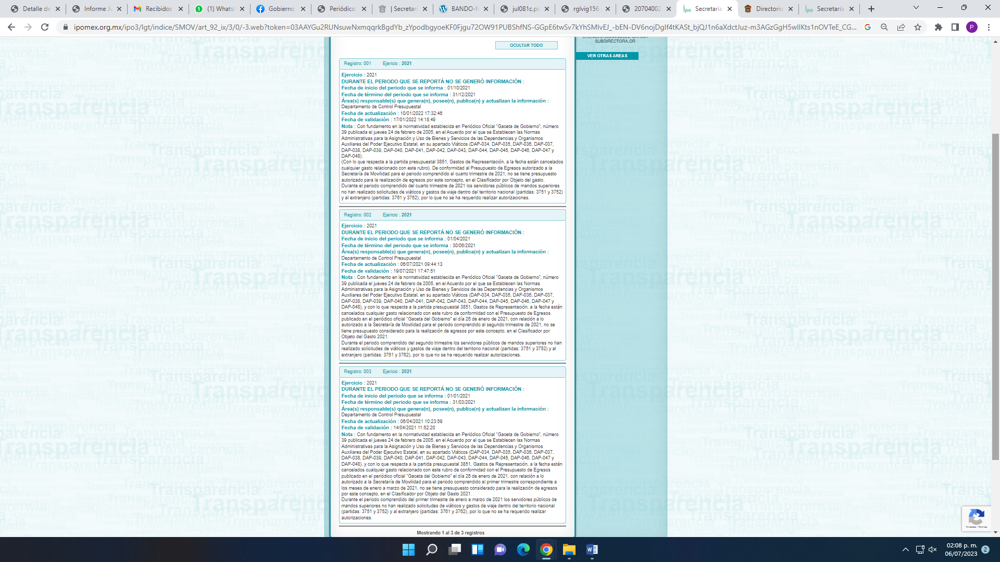 Detalle de
Informe Ju
Recibidos
(1) Whats
Gobierno
Periódico
| Secretar
BANDO-M
jul081c.pd
rglvig156.
20704002
Secretaría
Directorio
Secretaría
ipomex.org.mx/ipo3/lgt/indice/SMOV/art_92_ix/3/0/-3.web?token=03AAYGu2RUNsuwNxmqqrkBgdYb_zYpodbgyoeKF0Fjgu72OW91PUBShfNS-GGpE6twSv7kYhSMIvEJ_-bEN-DV6nojDgIf4tKASt_bjQJ1n6aXdctJuz-m3AGzGgH5wIlKts1nOVTeE_CG...
P
SUBDIRECTORA,OR
OCULTAR TODO
VER OTRAS AREAS
Registro: 001 Ejericio : 2021
Ejercicio : 2021
DURANTE EL PERIODO QUE SE REPORTÁ NO SE GENERÓ INFORMACIÓN :
Fecha de inicio del periodo que se informa : 01/10/2021
Fecha de término del periodo que se informa : 31/12/2021
Área(s) responsable(s) que genera(n), posee(n), publica(n) y actualizan la información :
Departamento de Control Presupuestal
Fecha de actualización : 10/01/2022 17:32:46
Fecha de validación : 17/01/2022 14:18:49
Nota : Con fundamento en la normatividad establecida en Periódico Oficial "Gaceta de Gobierno", número
39 publicada el jueves 24 de febrero de 2005, en el Acuerdo por el que se Establecen las Normas
Administrativas para la Asignación y Uso de Bienes y Servicios de las Dependencias y Organismos
Auxiliares del Poder Ejecutivo Estatal, en su apartado Viáticos (DAP-034, DAP-035, DAP-036, DAP-037,
DAP-038, DAP-039, DAP-040, DAP-041, DAP-042, DAP-043, DAP-044, DAP-045, DAP-046, DAP-047 y
DAP-048).
(Con lo que respecta a la partida presupuestal 3851, Gastos de Representación, a la fecha están cancelados
cualquier gasto relacionado con este rubro). De conformidad al Presupuesto de Egresos autorizado a la
Secretaría de Movilidad para el periodo comprendido al cuarto trimestre de 2021, no se tiene presupuesto
autorizado para la realización de egresos por este concepto, en el Clasificador por Objeto del gasto.
Durante el periodo comprendido del cuarto trimestre de 2021 los servidores públicos de mandos superiores
no han realizado solicitudes de viáticos y gastos de viaje dentro del territorio nacional (partidas: 3751 y 3752)
y al extranjero (partidas: 3761 y 3762), por lo que no se ha requerido realizar autorizaciones.
Registro: 002 Ejericio : 2021
Ejercicio : 2021
DURANTE EL PERIODO QUE SE REPORTÁ NO SE GENERÓ INFORMACIÓN :
Fecha de inicio del periodo que se informa : 01/04/2021
Fecha de término del periodo que se informa : 30/06/2021
Área(s) responsable(s) que genera(n), posee(n), publica(n) y actualizan la información :
Departamento de Control Presupuestal
Fecha de actualización : 06/07/2021 09:44:13
Fecha de validación : 19/07/2021 17:47:51
Nota : Con fundamento en la normatividad establecida en Periódico Oficial "Gaceta de Gobierno", número
39 publicada el jueves 24 de febrero de 2005, en el Acuerdo por el que se Establecen las Normas
Administrativas para la Asignación y Uso de Bienes y Servicios de las Dependencias y Organismos
Auxiliares del Poder Ejecutivo Estatal, en su apartado Viáticos (DAP-034, DAP-035, DAP-036, DAP-037,
DAP-038, DAP-039, DAP-040, DAP-041, DAP-042, DAP-043, DAP-044, DAP-045, DAP-046, DAP-047 y
DAP-048), y con lo que respecta a la partida presupuestal 3851, Gastos de Representación, a la fecha están
cancelados cualquier gasto relacionado con este rubro de conformidad con el Presupuesto de Egresos
publicado en el periódico oficial "Gaceta del Gobierno" el día 26 de enero de 2021, con relación a lo
autorizado a la Secretaría de Movilidad para el periodo comprendido al segundo trimestre de 2021, no se
tiene presupuesto considerado para la realización de egresos por este concepto, en el Clasificador por
Objeto del Gasto 2021.
Durante el periodo comprendido del segundo trimestre los servidores públicos de mandos superiores no han
realizado solicitudes de viáticos y gastos de viaje dentro del territorio nacional (partidas: 3751 y 3752) y al
extranjero (partidas: 3761 y 3762), por lo que no se ha requerido realizar autorizaciones.
Registro: 003 Ejericio : 2021
Ejercicio : 2021
DURANTE EL PERIODO QUE SE REPORTÁ NO SE GENERÓ INFORMACIÓN :
Fecha de inicio del periodo que se informa : 01/01/2021
Fecha de término del periodo que se informa : 31/03/2021
Área(s) responsable(s) que genera(n), posee(n), publica(n) y actualizan la información :
Departamento de Control Presupuestal
Fecha de actualización : 06/04/2021 10:23:59
Fecha de validación : 14/04/2021 11:52:20
Nota : Con fundamento en la normatividad establecida en Periódico Oficial "Gaceta de Gobierno", número
39 publicada el jueves 24 de febrero de 2005, en el Acuerdo por el que se Establecen las Normas
Administrativas para la Asignación y Uso de Bienes y Servicios de las Dependencias y Organismos
Auxiliares del Poder Ejecutivo Estatal, en su apartado Viáticos (DAP-034, DAP-035, DAP-036, DAP-037,
DAP-038, DAP-039, DAP-040, DAP-041, DAP-042, DAP-043, DAP-044, DAP-045, DAP-046, DAP-047 y
DAP-048), y con lo que respecta a la partida presupuestal 3851, Gastos de Representación, a la fecha están
cancelados cualquier gasto relacionado con este rubro de conformidad con el Presupuesto de Egresos
publicado en el periódico oficial "Gaceta del Gobierno" el día 26 de enero de 2021, con relación a lo
autorizado a la Secretaría de Movilidad para el periodo comprendido al primer trimestre correspondiente a
los meses de enero a marzo de 2021, no se tiene presupuesto considerado para la realización de egresos
por este concepto, en el Clasificador por Objeto del Gasto 2021.
Durante el periodo comprendido del primer trimestre de enero a marzo de 2021 los servidores públicos de
mandos superiores no han realizado solicitudes de viáticos y gastos de viaje dentro del territorio nacional
(partidas: 3751 y 3752) y al extranjero (partidas: 3761 y 3762), por lo que no se ha requerido realizar
autorizaciones.
Mostrando 1 al 3 de 3 registros
Privacidad - Términos
02:08 p. m.
06/07/2023
2